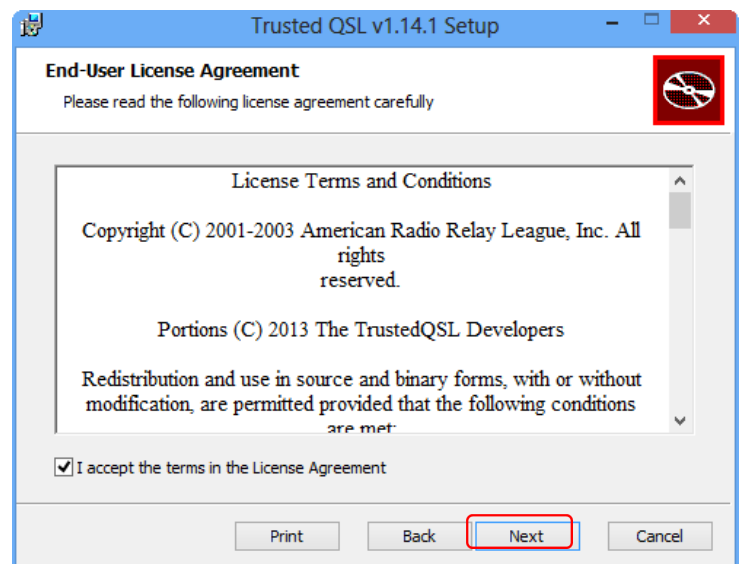 Trusted QSL v1.14.1 Setup
End-User License Agreement
Please read the following license agreement carefully
License Terms and Conditions
Copyright (C) 2001-2003 American Radio Relay League, Inc. All
rights
reserved.
Portions (C) 2013 The TrustedQSL Developers
Redistribution and use in source and binary forms, with or without
modification, are permitted provided that the following conditions
are met:
I accept the terms in the License Agreement
Print Back Next Cancel